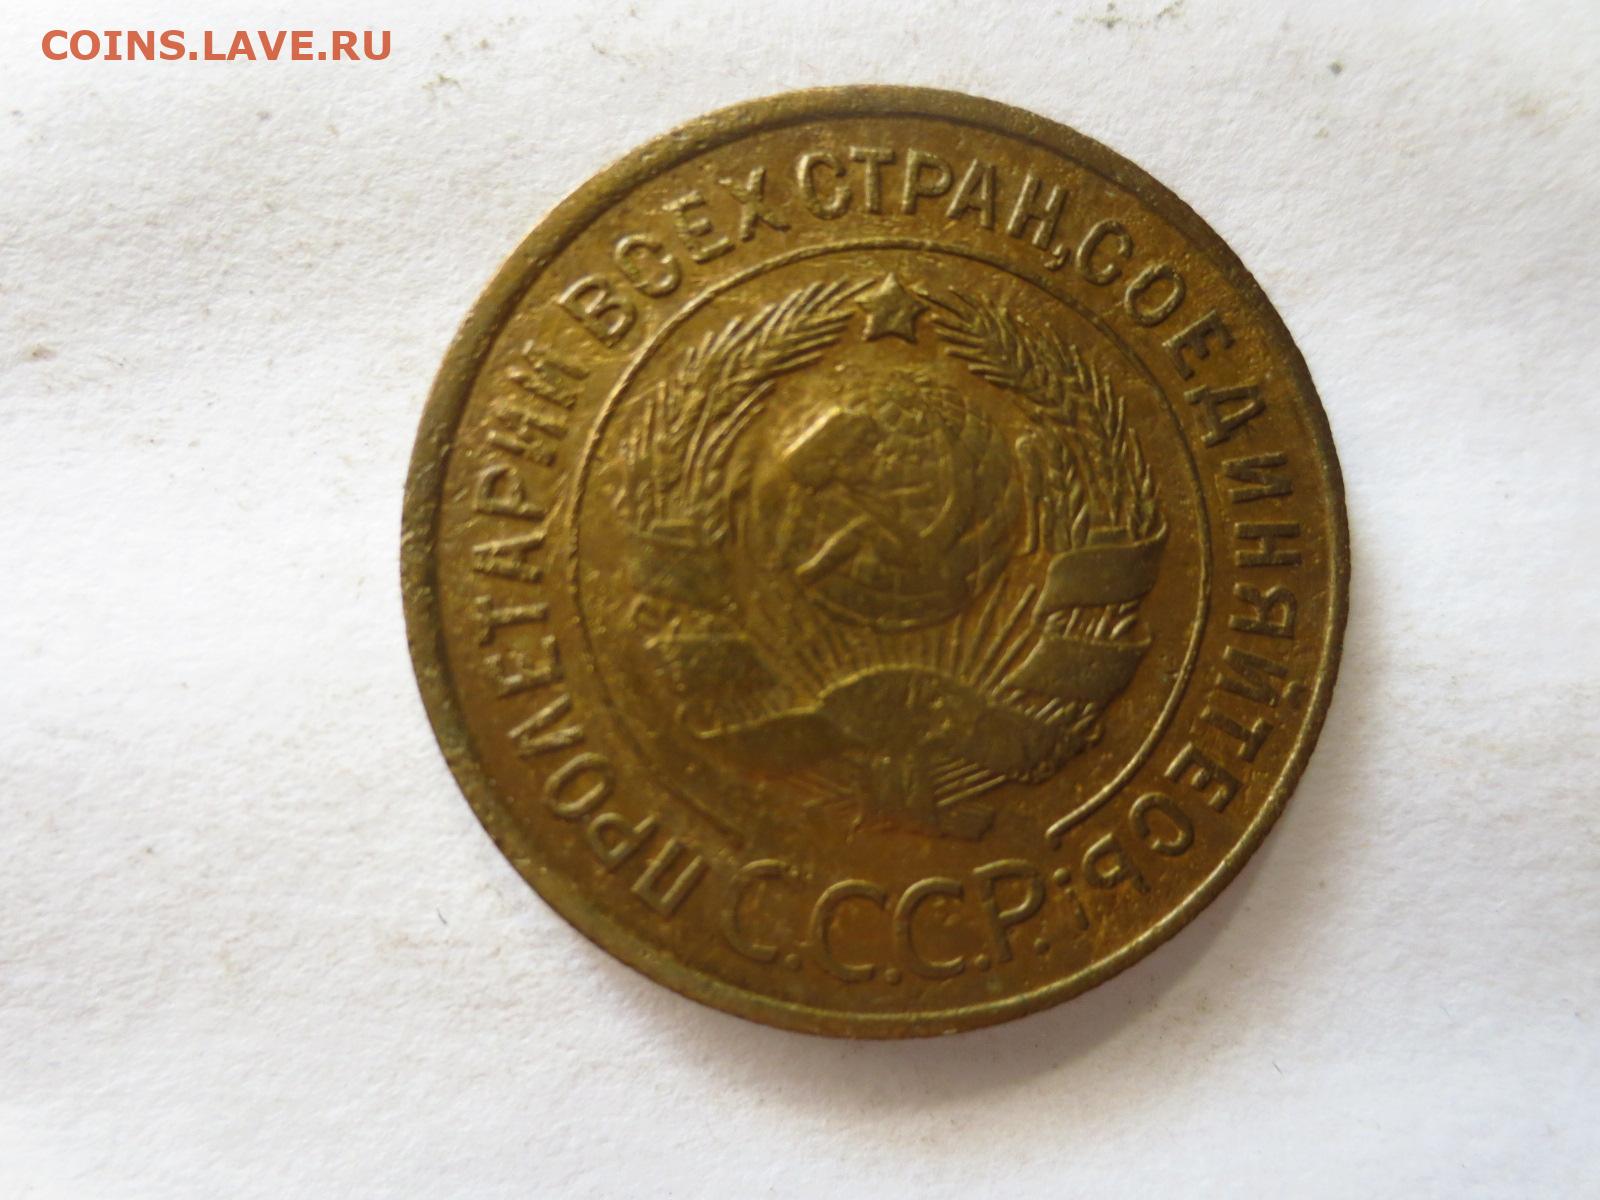 COINS.LAVE.RU
ПРОЛЕТАРИИ ВСЕХ СТРАН, СОЕДИНЯЙТЕСЬ!
С.С.С.Р.